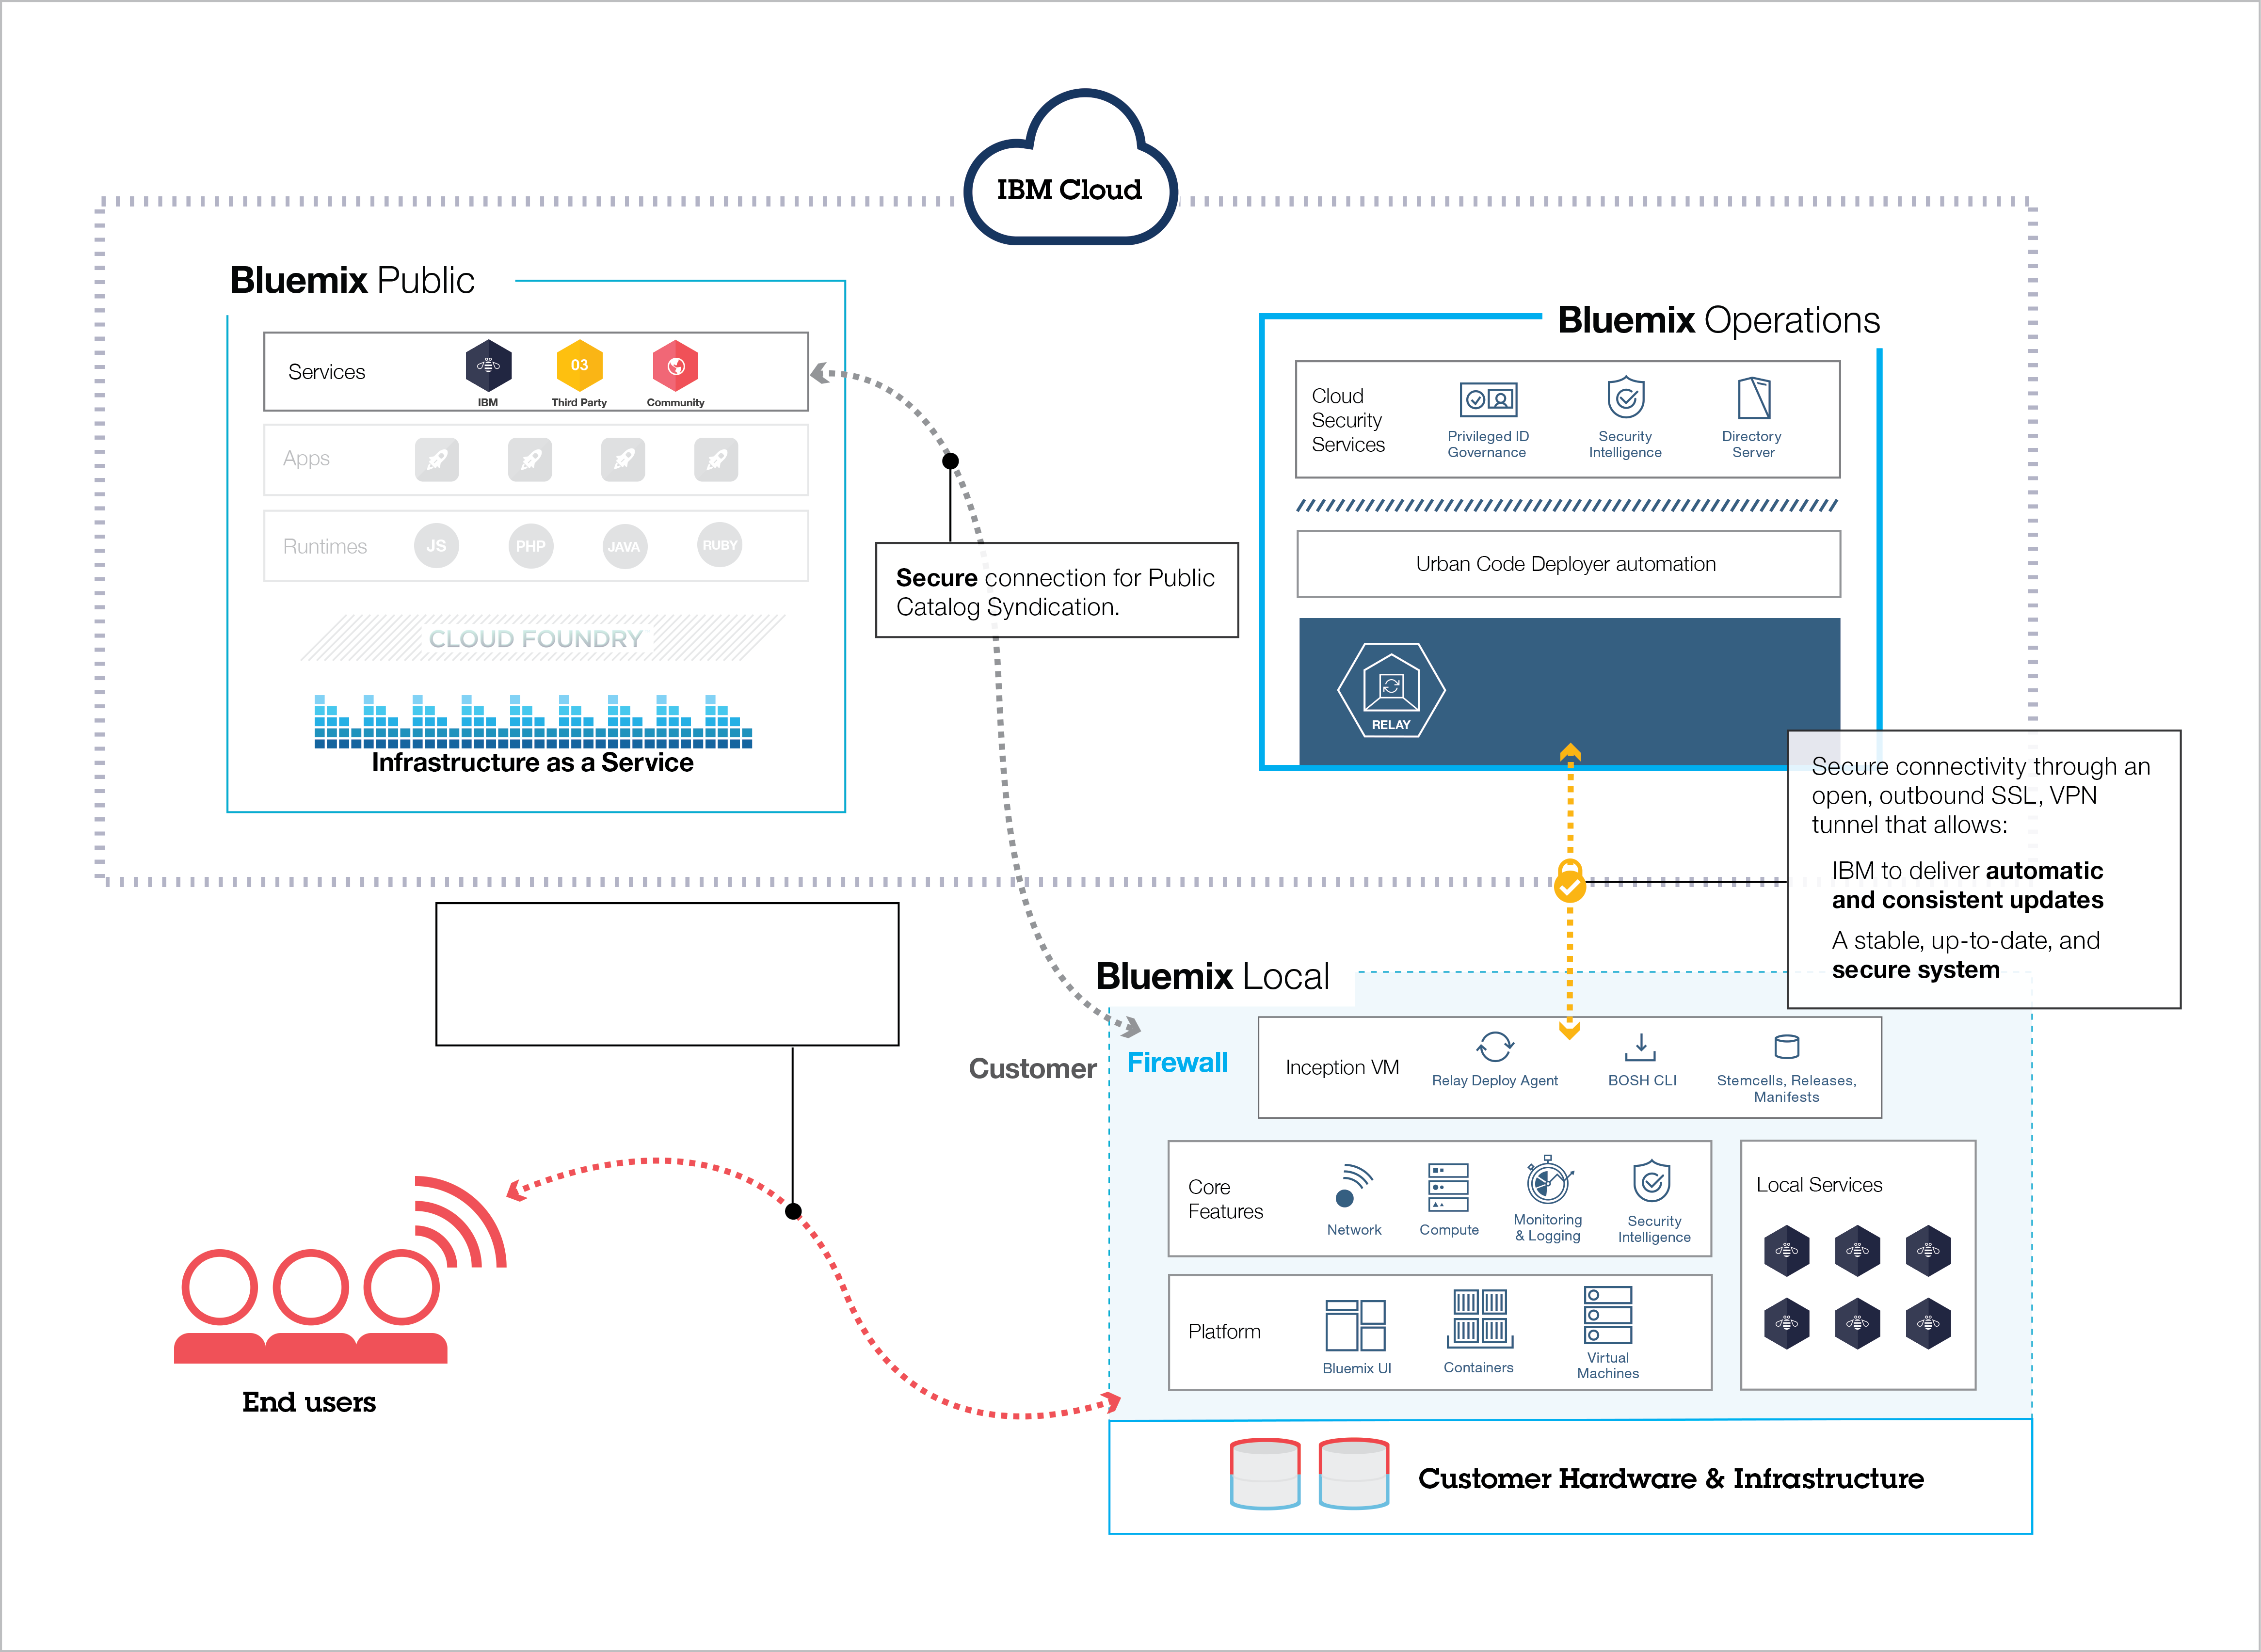 IBM Cloud
Bluemix Public
Services
IBM
03
Third Party
Community
Apps
Runtimes
JS
PHP
JAVA
RUBY
CLOUD FOUNDRY
Infrastructure as a Service
Secure connection for Public
Catalog Syndication.
Bluemix Operations
Cloud
Security
Services
Privileged ID
Governance
Security
Intelligence
Directory
Server
Urban Code Deployer automation
RELAY
Secure connectivity through an
open, outbound SSL, VPN
tunnel that allows:
IBM to deliver automatic
and consistent updates
A stable, up-to-date, and
secure system
Bluemix Local
Customer Firewall
Inception VM
Relay Deploy Agent
BOSH CLI
Stemcells, Releases,
Manifests
Core
Features
Network
Compute
Monitoring
& Logging
Security
Intelligence
Local Services
Platform
Bluemix UI
Containers
Virtual
Machines
End users
Customer Hardware & Infrastructure